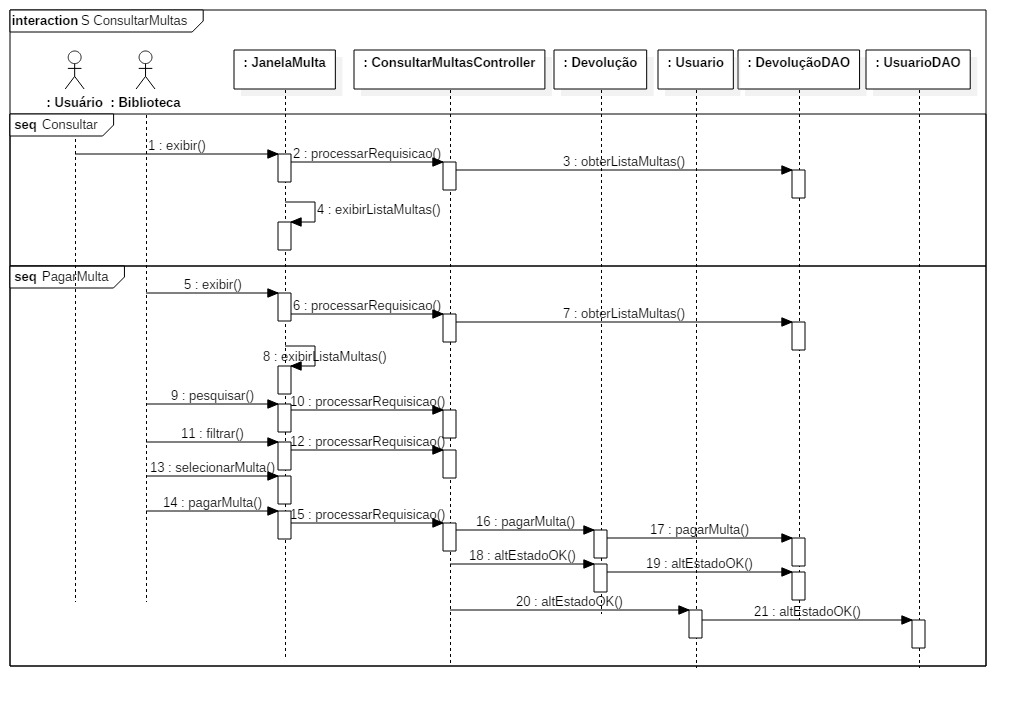 interaction S ConsultarMultas
: Usuário
: Biblioteca
: JanelaMulta
: ConsultarMultasController
: Devolução
: Usuario
: DevoluçãoDAO
: UsuarioDAO
seq Consultar
1 : exibir()
2 : processarRequisicao()
3 : obterListaMultas()
4 : exibirListaMultas()
seq PagarMulta
5 : exibir()
6 : processarRequisicao()
7 : obterListaMultas()
8 : exibirListaMultas()
9 : pesquisar()
10 : processarRequisicao()
11 : filtrar()
12 : processarRequisicao()
13 : selecionarMulta()
14 : pagarMulta()
15 : processarRequisicao()
16 : pagarMulta()
17 : pagarMulta()
18 : altEstadoOK()
19 : altEstadoOK()
20 : altEstadoOK()
21 : altEstadoOK()